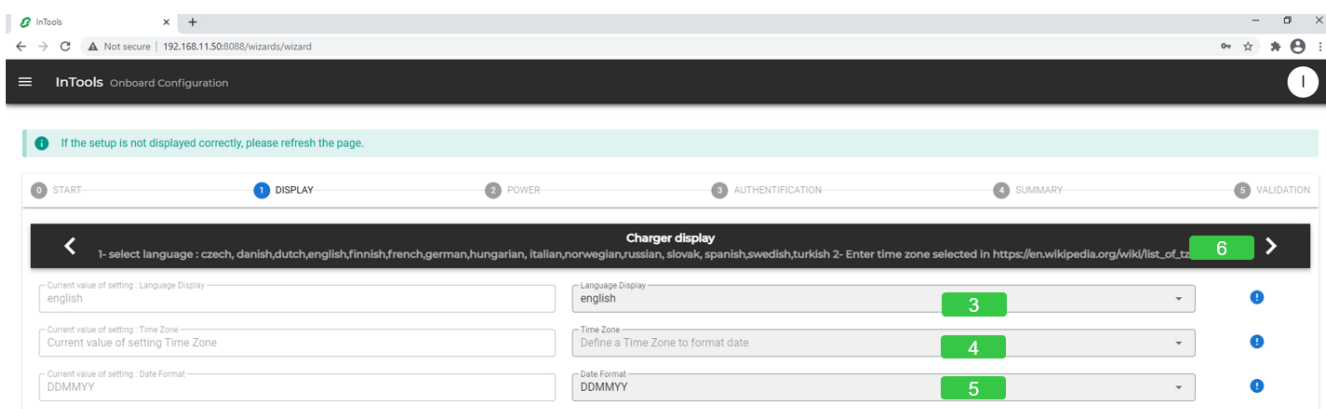 InTools
Not secure 192.168.11.50:8088/wizards/wizard
InTools Onboard Configuration
I
If the setup is not displayed correctly, please refresh the page.
0 START 1 DISPLAY 2 POWER 3 AUTHENTIFICATION 4 SUMMARY 5 VALIDATION
Charger display
1- select language : czech, danish,dutch,english,finnish,french,german,hungarian, italian,norwegian,russian, slovak, spanish,swedish,turkish 2- Enter time zone selected in https://en.wikipedia.org/wiki/list_of_tz 6
Current value of setting : Language Display Language Display
english english 3
Current value of setting : Time Zone Time Zone
Current value of setting Time Zone Define a Time Zone to format date 4
Current value of setting : Date Format Date Format
DDMMYY DDMMYY 5